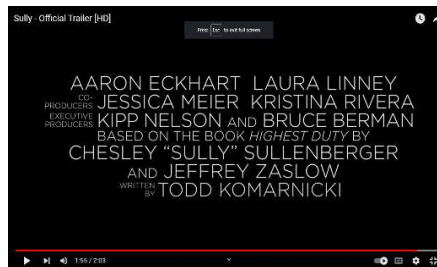 Sully - Official Trailer [HD]
Press Esc to exit full screen
AARON ECKHART LAURA LINNEY
CO-PRODUCERS JESSICA MEIER KRISTINA RIVERA
EXECUTIVE PRODUCERS KIPP NELSON AND BRUCE BERMAN
BASED ON THE BOOK HIGHEST DUTY BY
CHESLEY “SULLY” SULLENBERGER
AND JEFFREY ZASLOW
WRITTEN BY TODD KOMARNICKI
1:55 / 2:03